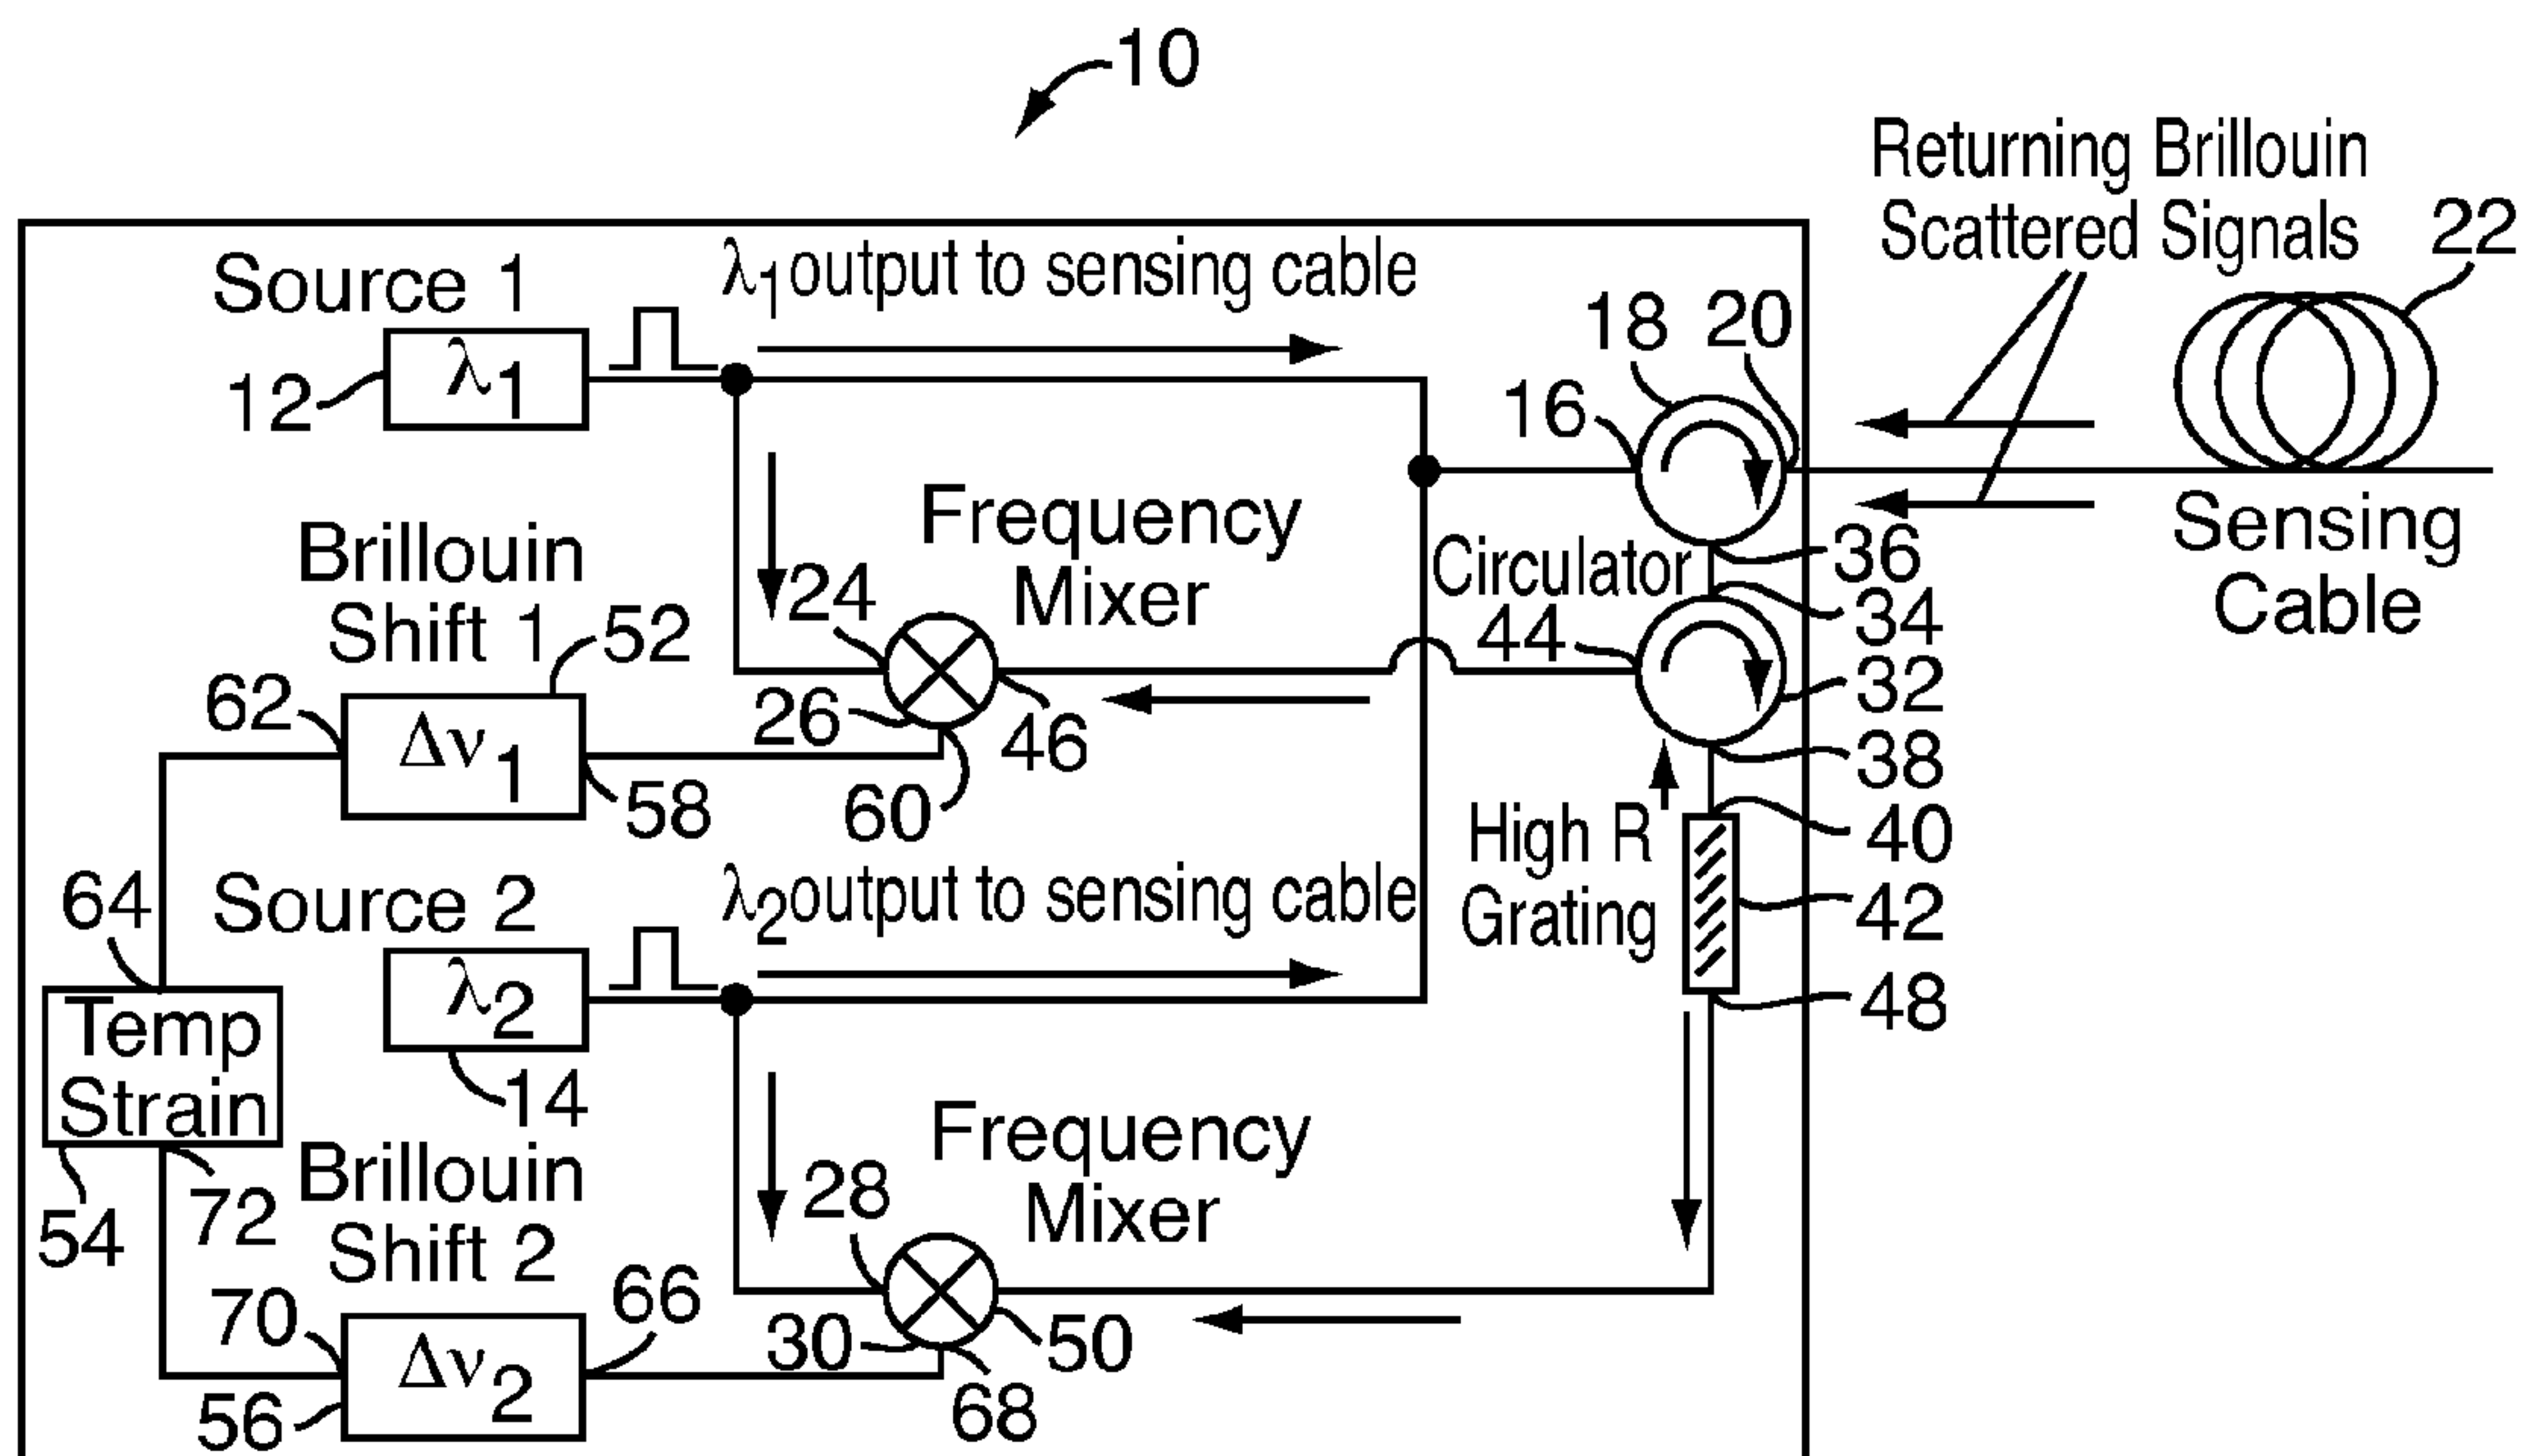 10
Returning Brillouin
Scattered Signals
22
Source 1
λ1 output to sensing cable
12
λ1
18
20
16
Brillouin
Shift 1
Frequency
Mixer
24
52
Circulator
36
34
44
32
Sensing
Cable
62
Δν1
58
26
46
60
38
High R
Grating
40
42
48
64
Source 2
λ2 output to sensing cable
λ2
14
Temp
Strain
54
72
Brillouin
Shift 2
Frequency
Mixer
28
70
66
30
50
68
56
Δν2